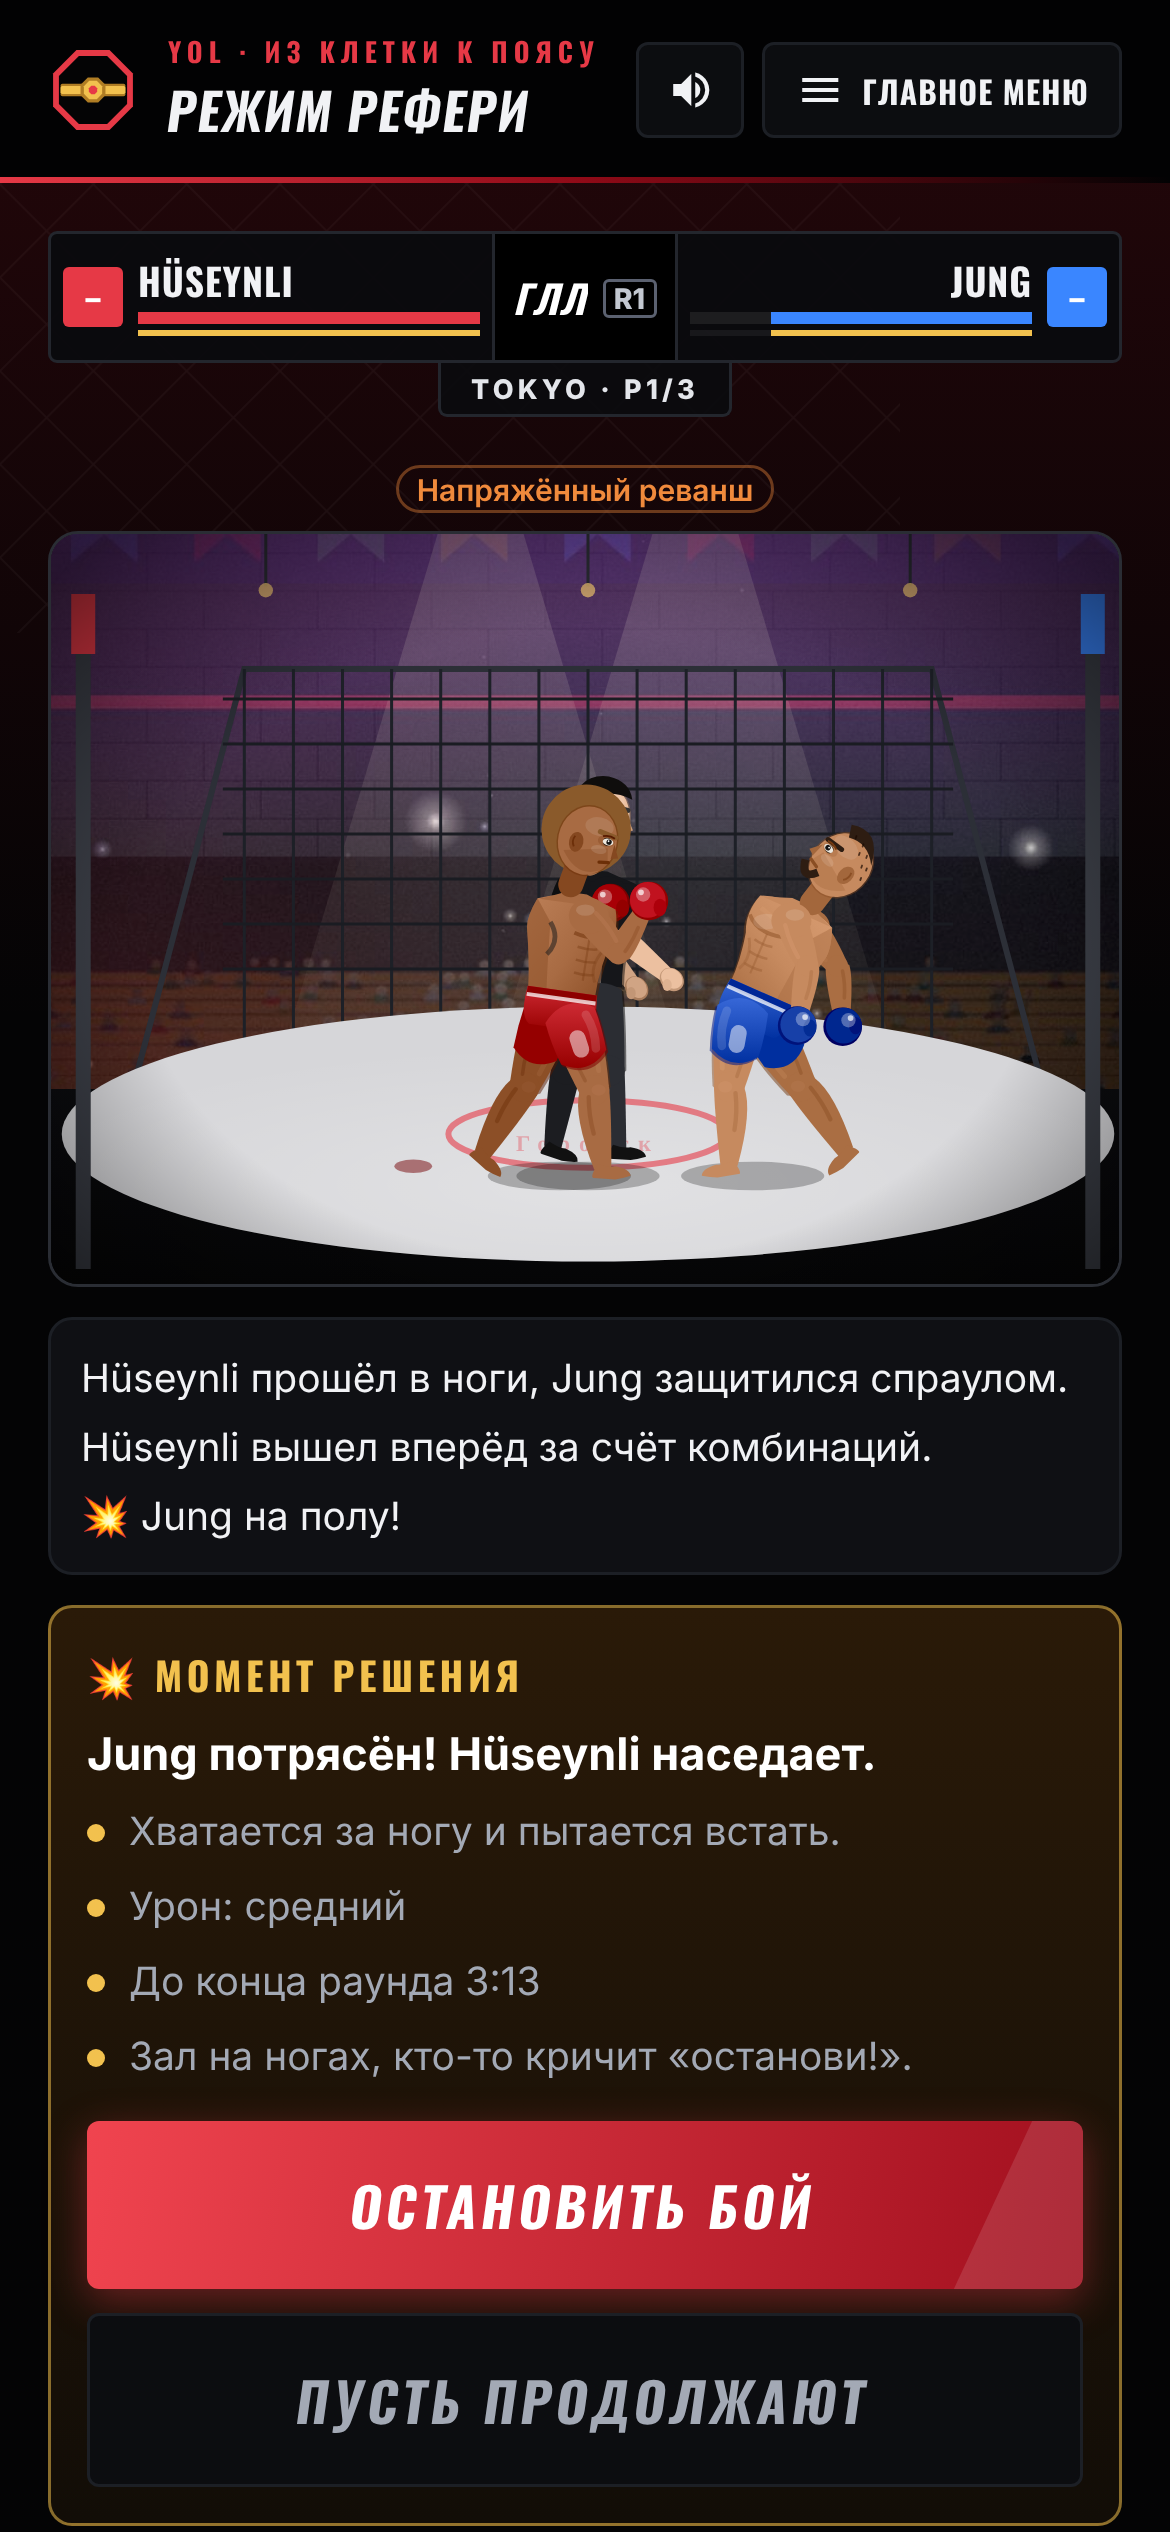 YOL · ИЗ КЛЕТКИ К ПОЯСУ
РЕЖИМ РЕФЕРИ
ГЛАВНОЕ МЕНЮ
–
HÜSEYNLI
ГЛЛ R1
JUNG
–
TOKYO · Р1/3
Напряжённый реванш
Hüseynli прошёл в ноги, Jung защитился спраулом.
Hüseynli вышел вперёд за счёт комбинаций.
💥 Jung на полу!
💥 МОМЕНТ РЕШЕНИЯ
Jung потрясён! Hüseynli наседает.
Хватается за ногу и пытается встать.
Урон: средний
До конца раунда 3:13
Зал на ногах, кто-то кричит «останови!».
ОСТАНОВИТЬ БОЙ
ПУСТЬ ПРОДОЛЖАЮТ